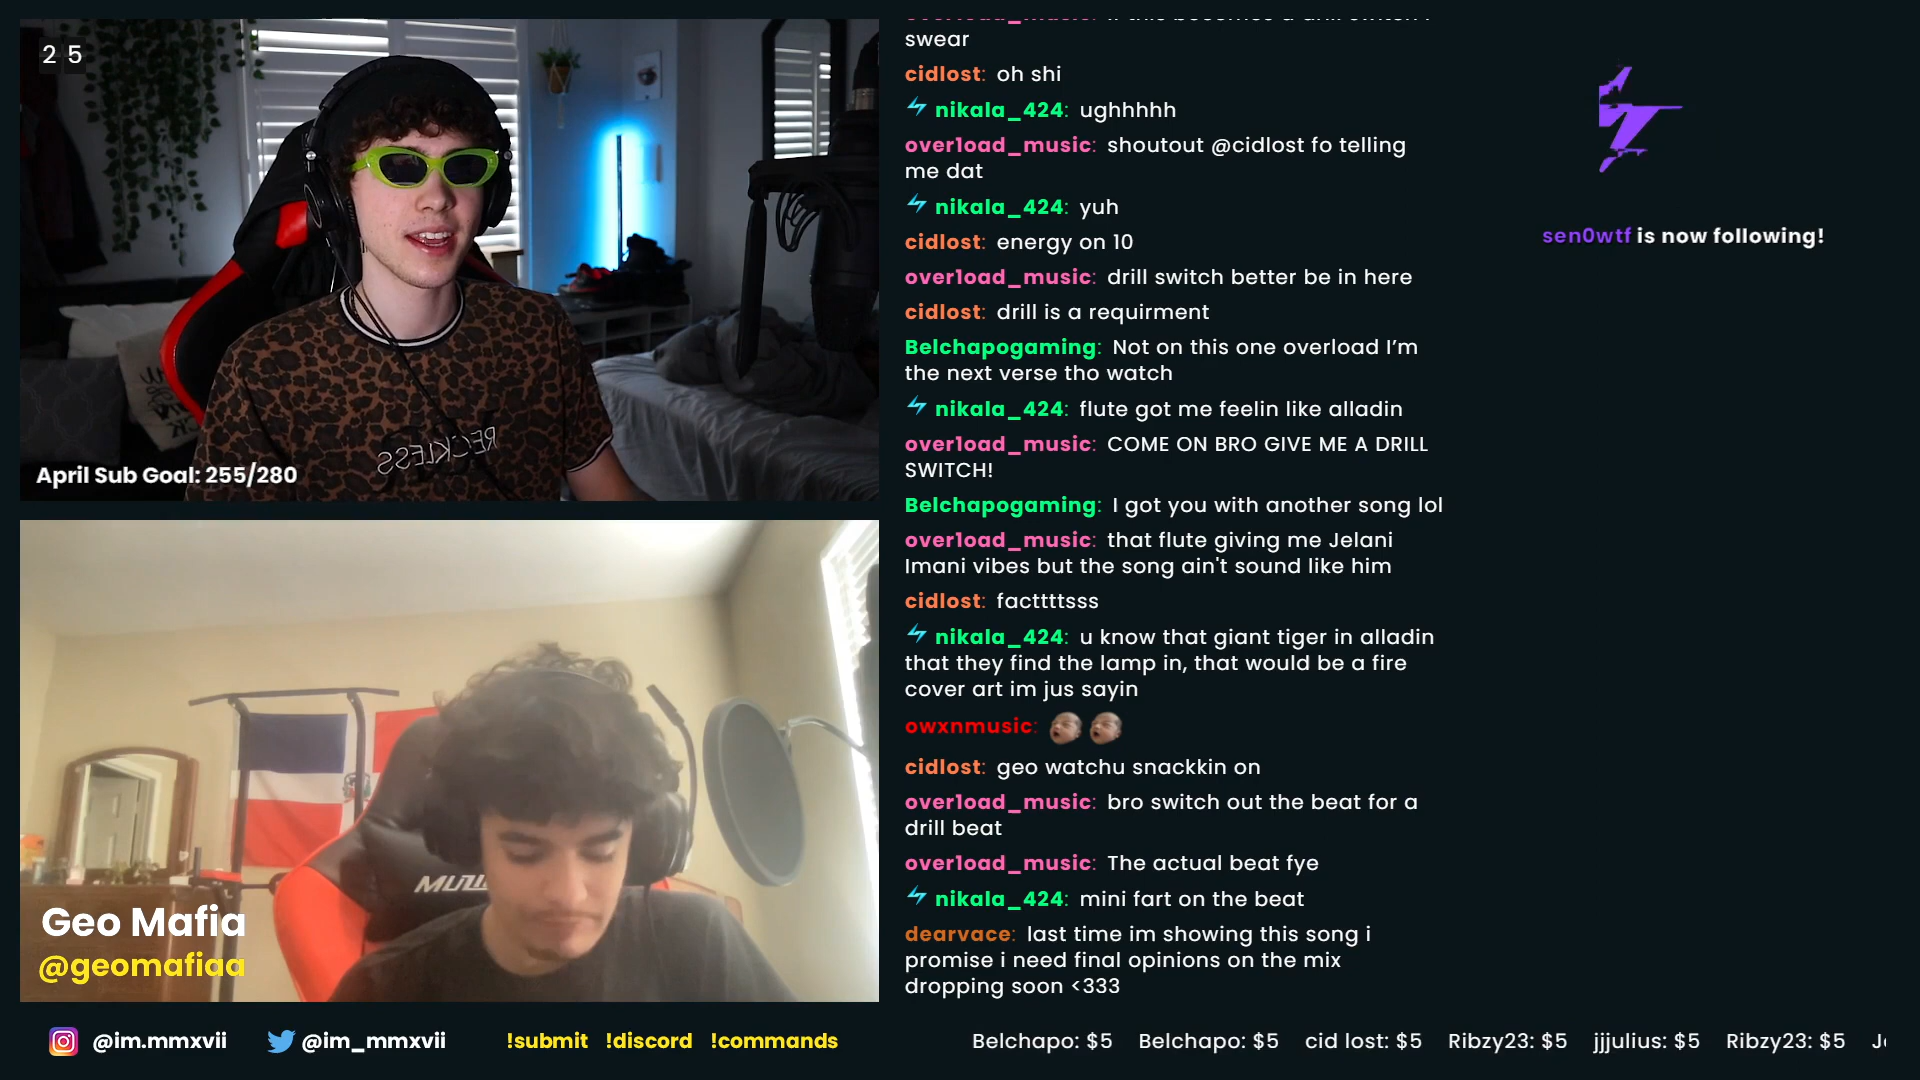 2 5
RECKLESS
April Sub Goal: 255/280
Geo Mafia
@geomafiaa
swear
cidlost: oh shi
nikala_424: ughhhhh
over1oad_music: shoutout @cidlost fo telling
me dat
nikala_424: yuh
cidlost: energy on 10
over1oad_music: drill switch better be in here
cidlost: drill is a requirment
Belchapogaming: Not on this one overload I’m
the next verse tho watch
nikala_424: flute got me feelin like alladin
over1oad_music: COME ON BRO GIVE ME A DRILL
SWITCH!
Belchapogaming: I got you with another song lol
over1oad_music: that flute giving me Jelani
Imani vibes but the song ain't sound like him
cidlost: facttttsss
nikala_424: u know that giant tiger in alladin
that they find the lamp in, that would be a fire
cover art im jus sayin
owxnmusic:
cidlost: geo watchu snackkin on
over1oad_music: bro switch out the beat for a
drill beat
over1oad_music: The actual beat fye
nikala_424: mini fart on the beat
dearvace: last time im showing this song i
promise i need final opinions on the mix
dropping soon <333
sen0wtf is now following!
@im.mmxvii @im_mmxvii !submit !discord !commands
Belchapo: $5 Belchapo: $5 cid lost: $5 Ribzy23: $5 jjjulius: $5 Ribzy23: $5